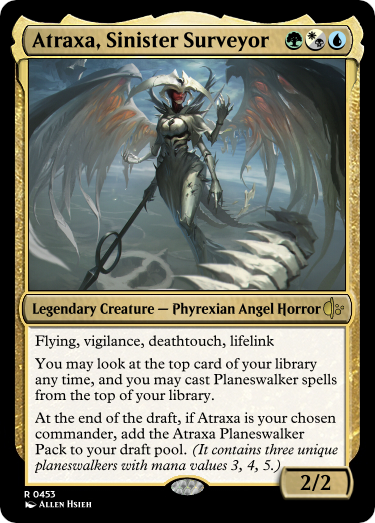 Atraxa, Sinister Surveyor
Legendary Creature — Phyrexian Angel Horror
Flying, vigilance, deathtouch, lifelink
You may look at the top card of your library
any time, and you may cast Planeswalker spells
from the top of your library.
At the end of the draft, if Atraxa is your chosen
commander, add the Atraxa Planeswalker
Pack to your draft pool. (It contains three unique
planeswalkers with mana values 3, 4, 5.)
2/2
R 0453
Allen Hsieh